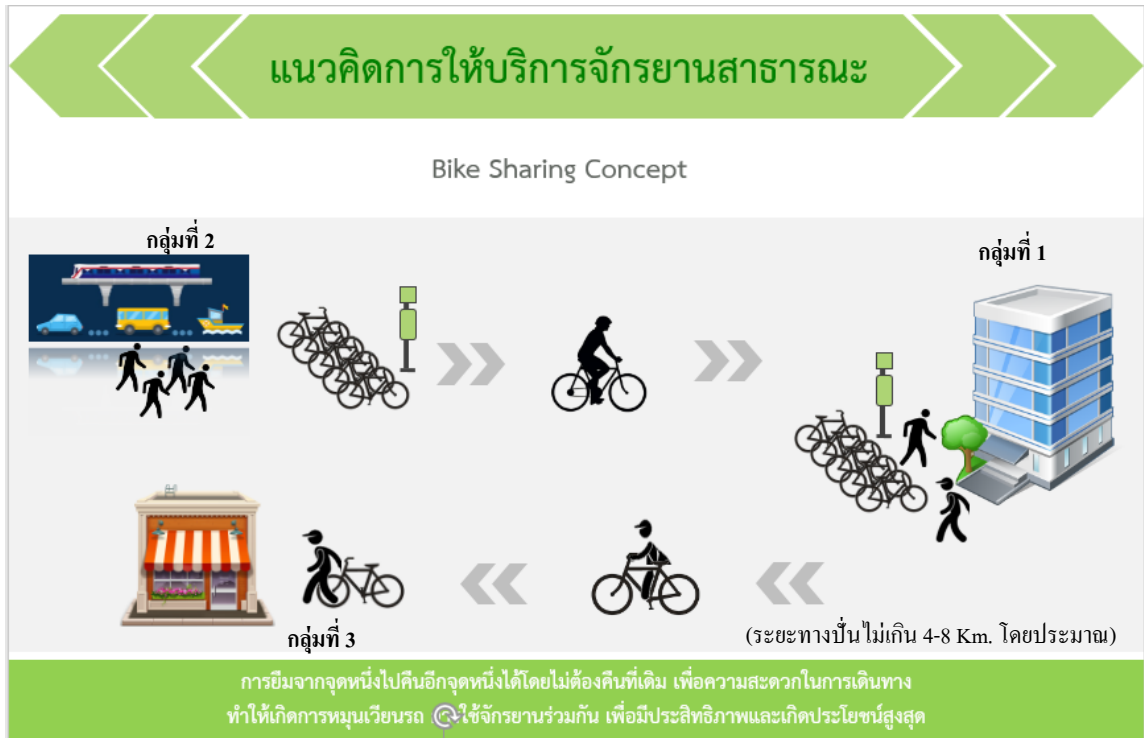 แนวคิดการให้บริการจักรยานสาธารณะ
Bike Sharing Concept
กลุ่มที่ 2
กลุ่มที่ 1
กลุ่มที่ 3
(ระยะทางปั่นไม่เกิน 4-8 Km. โดยประมาณ)
การยืมจากจุดหนึ่งไปคืนอีกจุดหนึ่งได้โดยไม่ต้องคืนที่เดิม เพื่อความสะดวกในการเดินทาง
ทำให้เกิดการหมุนเวียนรถ ใช้จักรยานร่วมกัน เพื่อมีประสิทธิภาพและเกิดประโยชน์สูงสุด